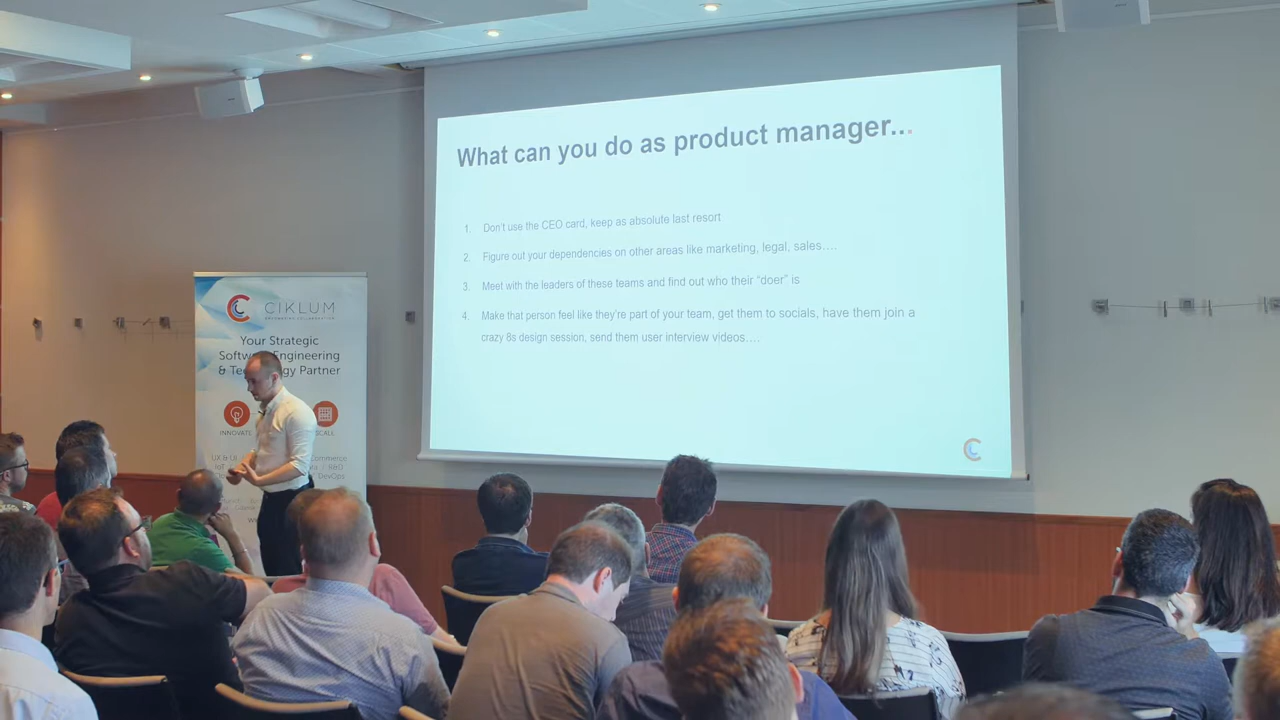 What can you do as product manager...
1. Don't use the CEO card, keep as absolute last resort
2. Figure out your dependencies on other areas like marketing, legal, sales….
3. Meet with the leaders of these teams and find out who their “doer” is
4. Make that person feel like they're part of your team, get them to socials, have them join a
crazy 8s design session, send them user interview videos….
CIKLUM
Your Strategic
Engineering
& Partner
UX & UI
R&D
DevOps